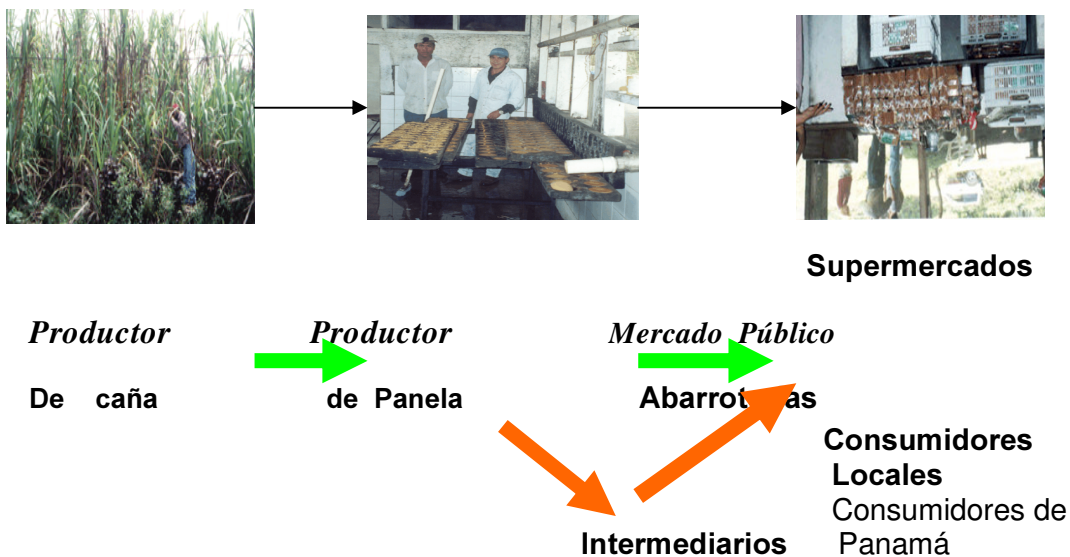 Supermercados
Productor
Productor
Mercado Público
De caña
de Panela
Consumidores
Locales
Consumidores de
Panamá
Intermediarios